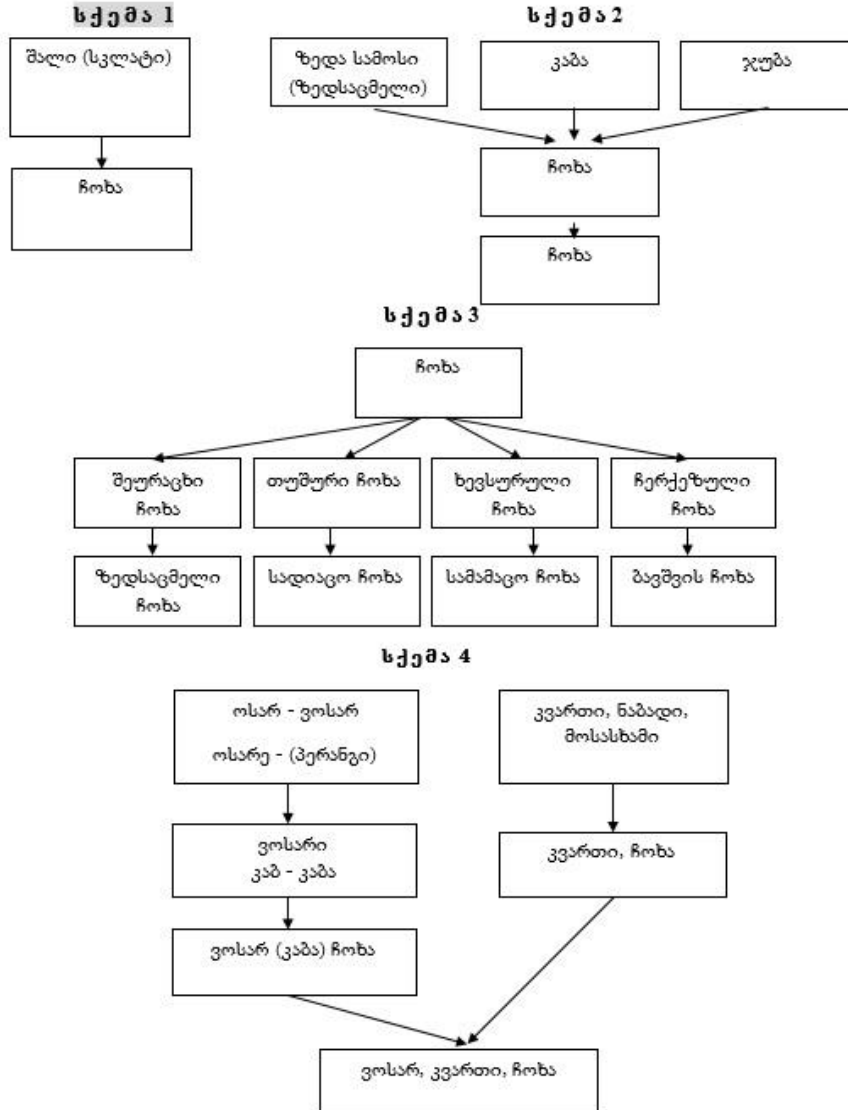 სქემა 1
შალი (სკლატი)
ჩოხა
სქემა 2
ზედა სამოსი
(ზედსაცმელი)
კაბა
ჯუბა
ჩოხა
ჩოხა
სქემა 3
ჩოხა
შეურაცხი
ჩოხა
თუშური ჩოხა
ხევსურული
ჩოხა
ჩერქეზული
ჩოხა
ზედსაცმელი
ჩოხა
სადიაცო ჩოხა
სამამაცო ჩოხა
ბავშვის ჩოხა
სქემა 4
ოსარ - ვოსარ
ოსარე - (პერანგი)
კვართი, ნაბადი,
მოსასხამი
ვოსარი
კაბ - კაბა
კვართი, ჩოხა
ვოსარ (კაბა) ჩოხა
ვოსარ, კვართი, ჩოხა